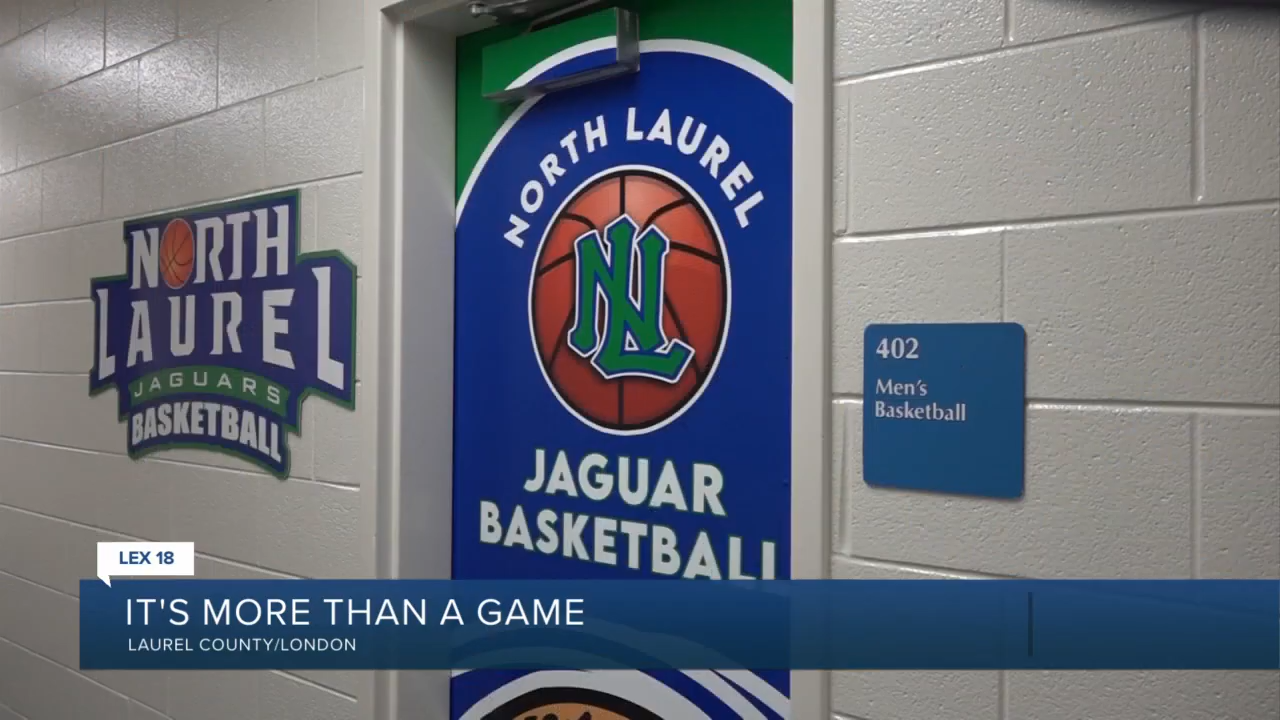 NORTH
LAUREL
JAGUARS
BASKETBALL
NORTH LAUREL
NL
JAGUAR
BASKETBALL
402
Men's
Basketball
LEX 18
IT'S MORE THAN A GAME
LAUREL COUNTY/LONDON